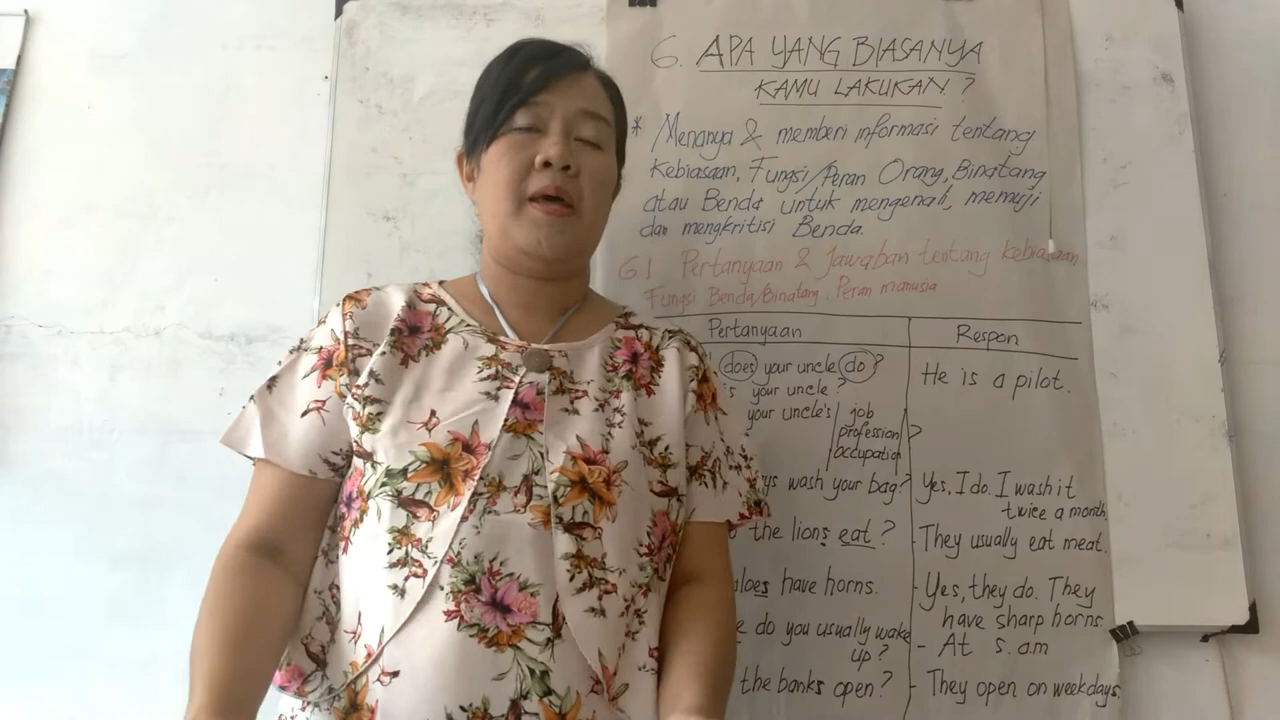 6. APA YANG BIASANYA
KAMU LAKUKAN ?
* Menanya & memberi informasi tentang
Kebiasaan, Fungsi/Peran Orang, Binatang
atau Benda untuk mengenali, memuji
dan mengkritisi Benda.
6.1 Pertanyaan & Jawaban tentang kebiasaan
Fungsi Benda/Binatang, Peran manusia
Pertanyaan Respon
does your uncle do ? He is a pilot.
your uncle ?
your uncle's job
profession ?
occupation
wash your bag? Yes, I do. I wash it
twice a month.
the lions eat ? - They usually eat meat.
have horns. - Yes, they do. They
have sharp horns.
do you usually wake - At s.am
up ?
the banks open ? - They open on weekdays.